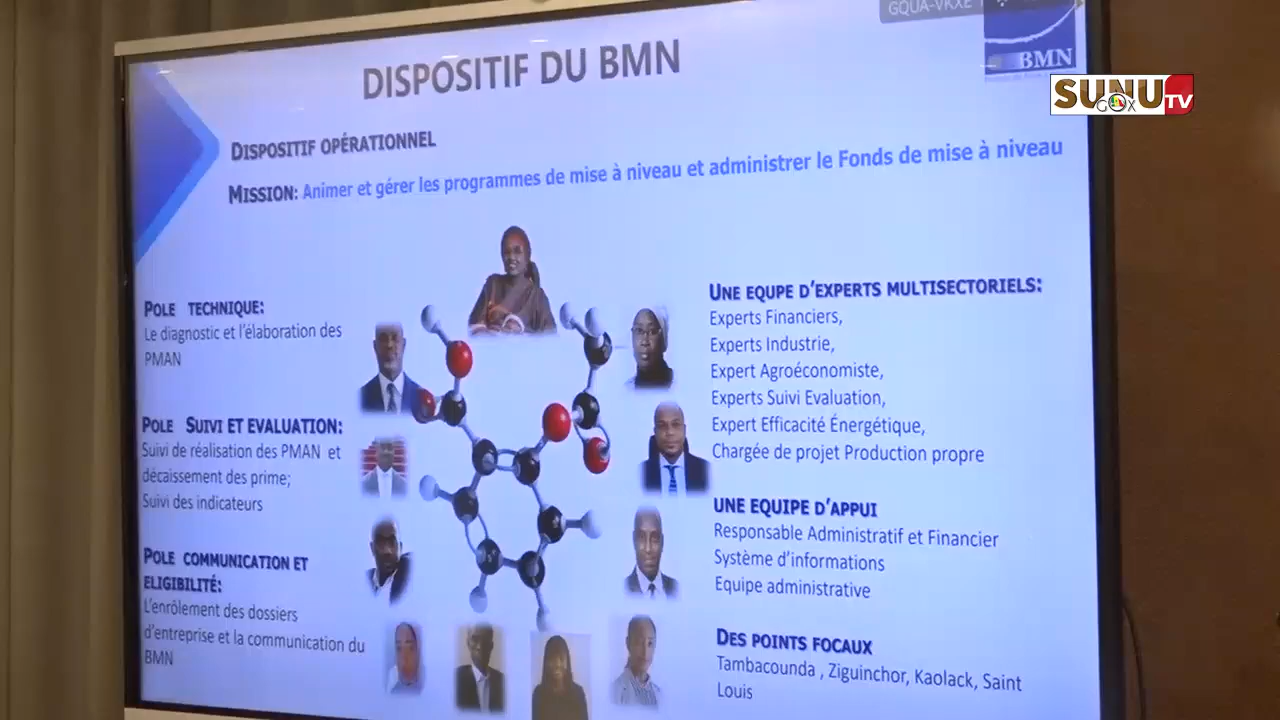 GQUA-VKXE
DISPOSITIF DU BMN
BMN
SUNU
GOX
TV
DISPOSITIF OPÉRATIONNEL
MISSION: Animer et gérer les programmes de mise à niveau et administrer le Fonds de mise à niveau
POLE TECHNIQUE:
Le diagnostic et l'élaboration des
PMAN
POLE SUIVI ET EVALUATION:
Suivi de réalisation des PMAN et
décaissement des prime;
Suivi des indicateurs
POLE COMMUNICATION ET
ELIGIBILITÉ:
L'enrôlement des dossiers
d'entreprise et la communication du
BMN
UNE EQUPE D'EXPERTS MULTISECTORIELS:
Experts Financiers,
Experts Industrie,
Expert Agroéconomiste,
Experts Suivi Evaluation,
Expert Efficacité Énergétique,
Chargée de projet Production propre
UNE EQUIPE D'APPUI
Responsable Administratif et Financier
Système d'informations
Equipe administrative
DES POINTS FOCAUX
Tambacounda , Ziguinchor, Kaolack, Saint
Louis